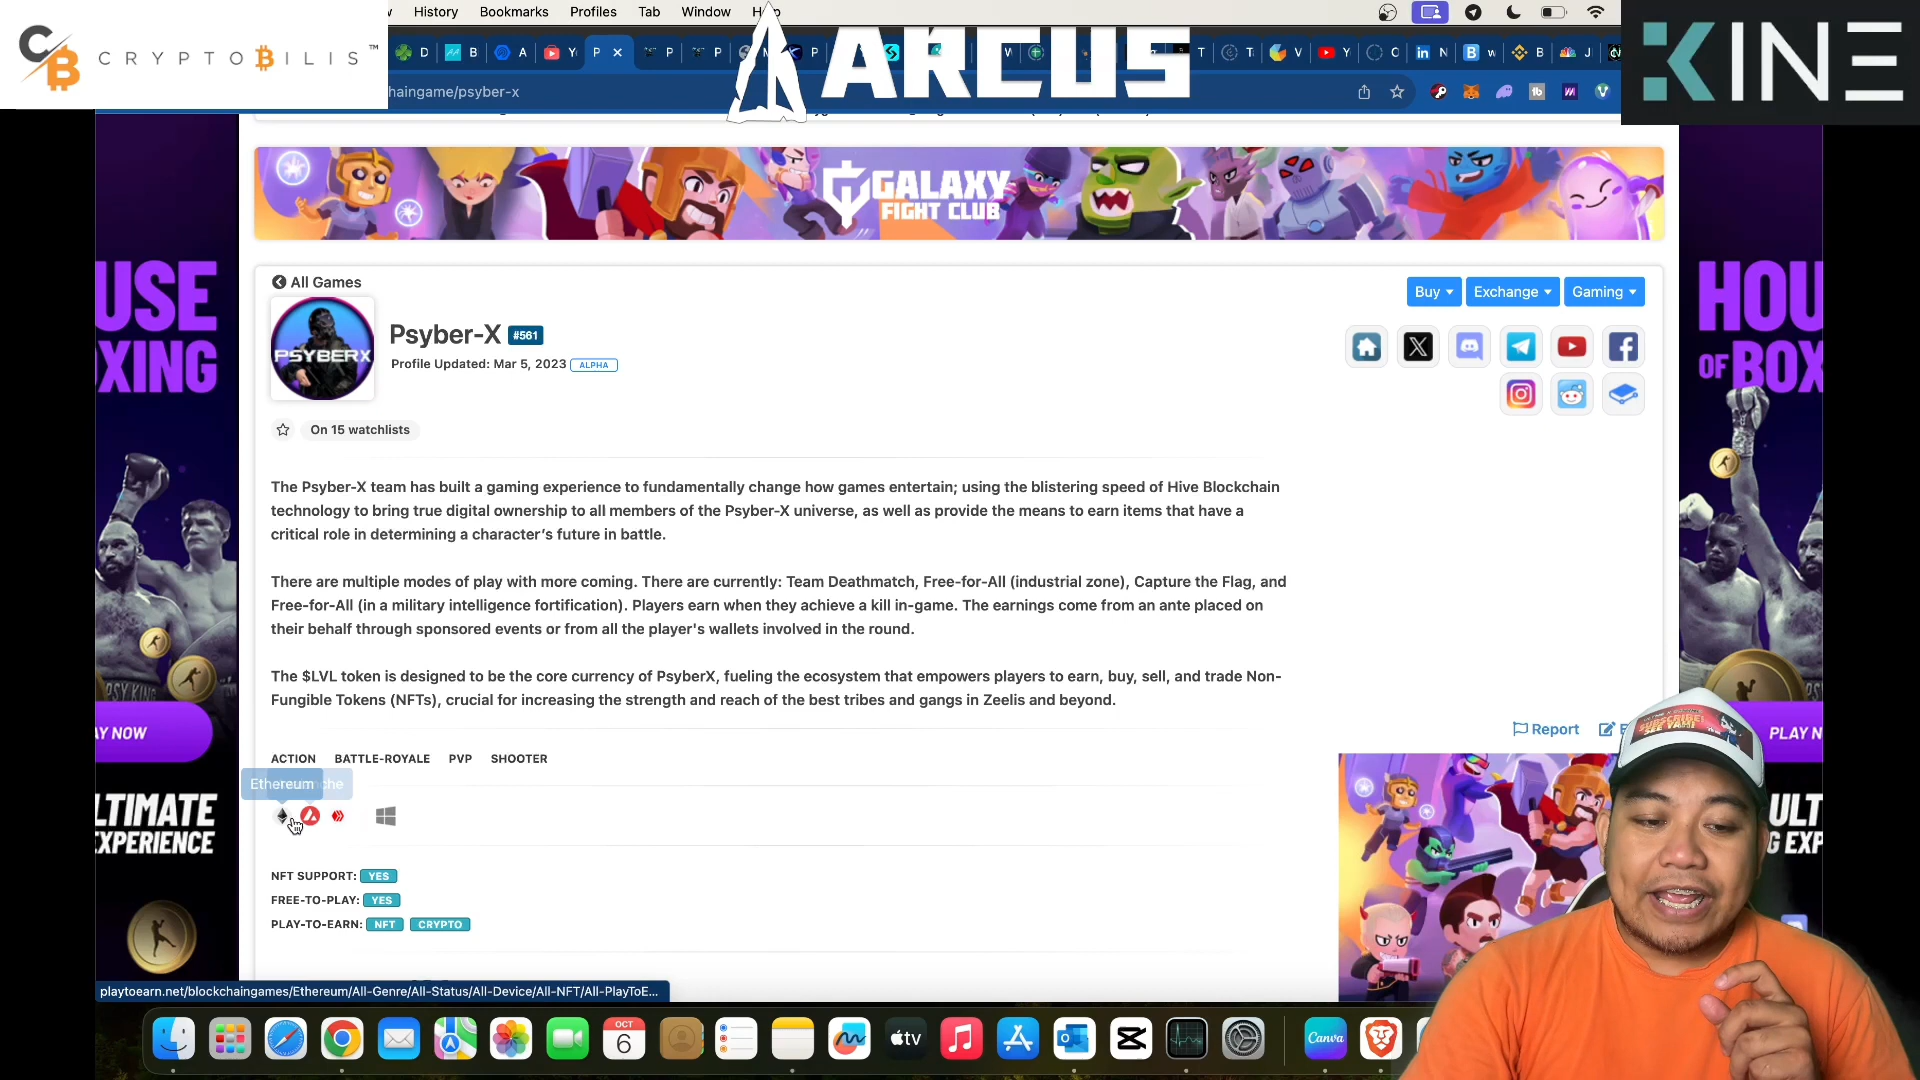 History Bookmarks Profiles Tab Window Help
CRYPTOBILIS™
ARCUS
KINE
haingame/psyber-x
GALAXY
FIGHT CLUB
All Games
Buy Exchange Gaming
PSYBERX
Psyber-X #561
Profile Updated: Mar 5, 2023 ALPHA
On 15 watchlists
The Psyber-X team has built a gaming experience to fundamentally change how games entertain; using the blistering speed of Hive Blockchain
technology to bring true digital ownership to all members of the Psyber-X universe, as well as provide the means to earn items that have a
critical role in determining a character's future in battle.
There are multiple modes of play with more coming. There are currently: Team Deathmatch, Free-for-All (industrial zone), Capture the Flag, and
Free-for-All (in a military intelligence fortification). Players earn when they achieve a kill in-game. The earnings come from an ante placed on
their behalf through sponsored events or from all the player's wallets involved in the round.
The $LVL token is designed to be the core currency of PsyberX, fueling the ecosystem that empowers players to earn, buy, sell, and trade Non-
Fungible Tokens (NFTs), crucial for increasing the strength and reach of the best tribes and gangs in Zeelis and beyond.
Report
ACTION BATTLE-ROYALE PVP SHOOTER
Ethereum
NFT SUPPORT: YES
FREE-TO-PLAY: YES
PLAY-TO-EARN: NFT CRYPTO
USE
XING
AY NOW
LTIMATE
XPERIENCE
HOU
OF BOX
PLAY N
ULT
G EXP
SUBSCRIBE!
SEE YAH!
playtoearn.net/blockchaingames/Ethereum/All-Genre/All-Status/All-Device/All-NFT/All-PlayToE...
OCT
6
tv
Canva